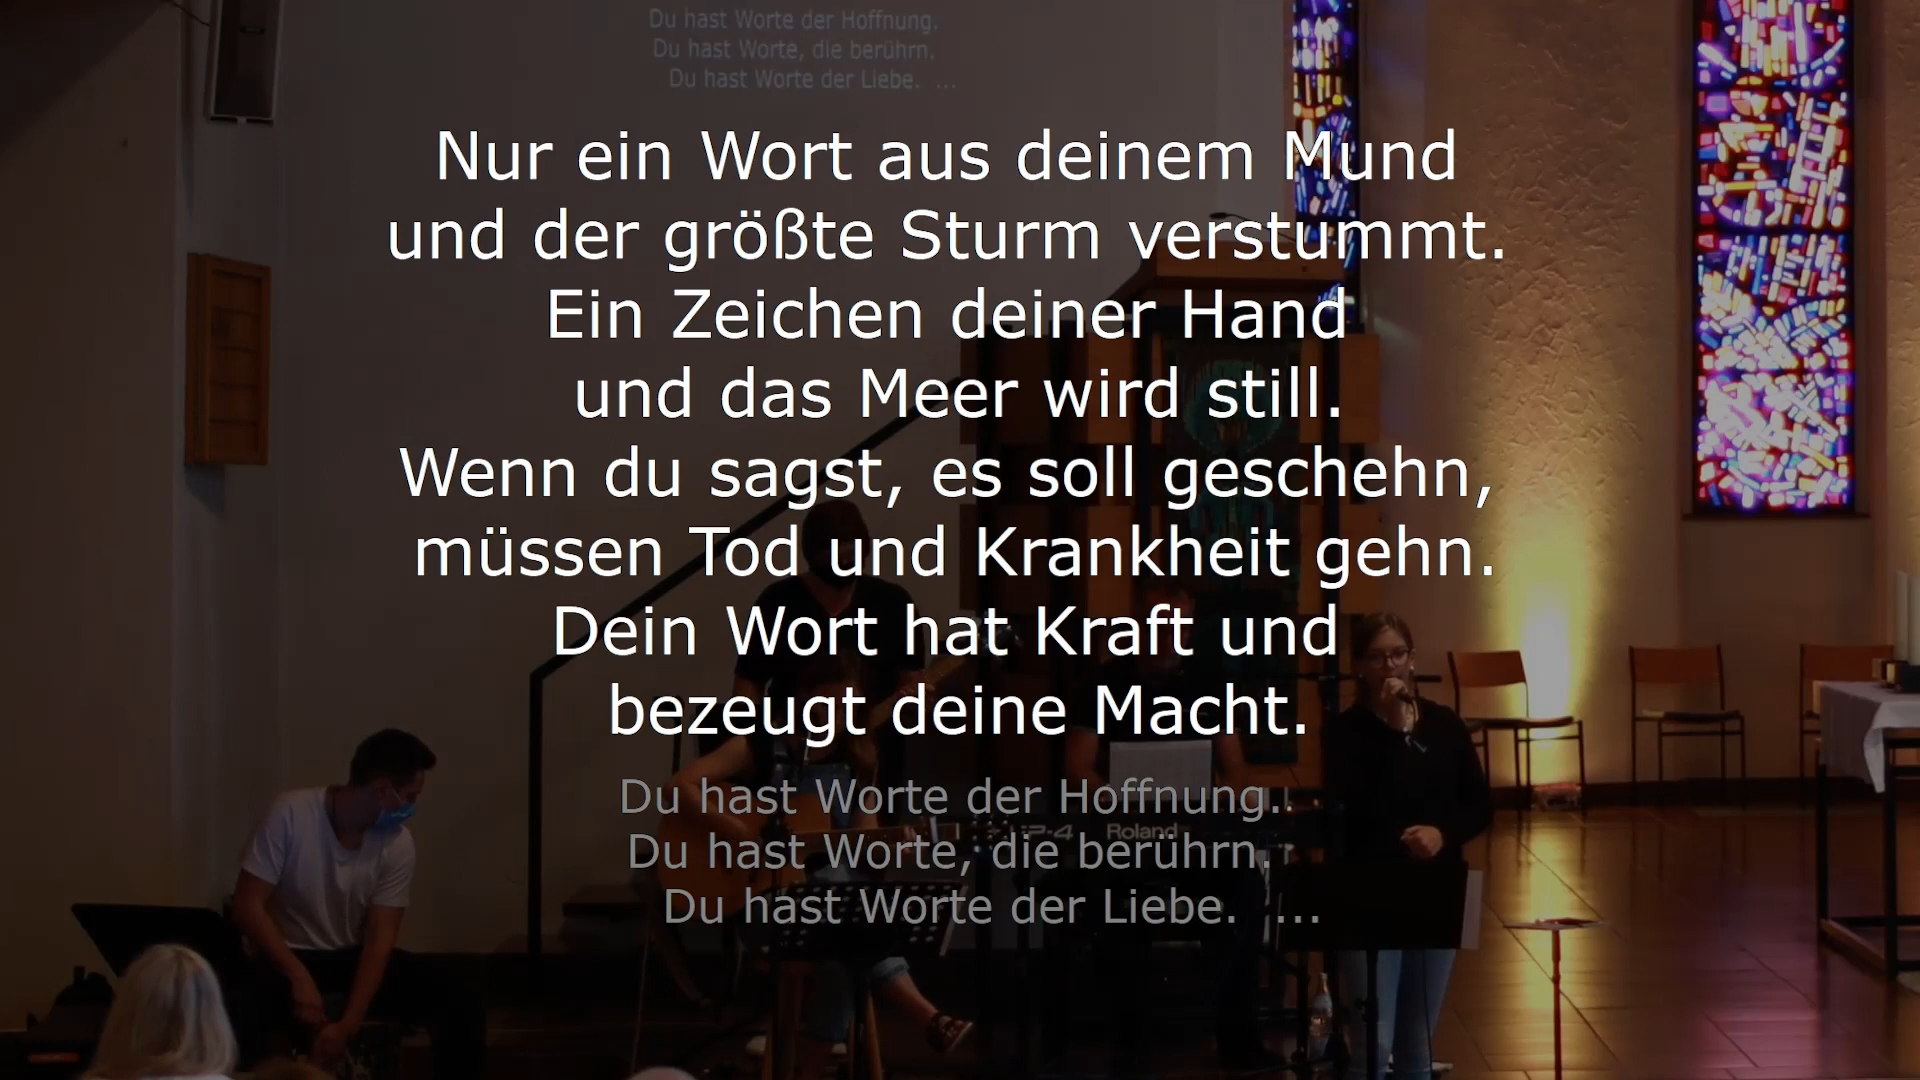 Du hast Worte der Hoffnung.
Du hast Worte, die berührn.
Du hast Worte der Liebe. ...
Nur ein Wort aus deinem Mund
und der größte Sturm verstummt.
Ein Zeichen deiner Hand
und das Meer wird still.
Wenn du sagst, es soll geschehn,
müssen Tod und Krankheit gehn.
Dein Wort hat Kraft und
bezeugt deine Macht.
Du hast Worte der Hoffnung.
Du hast Worte, die berührn.
Du hast Worte der Liebe. ...
Roland